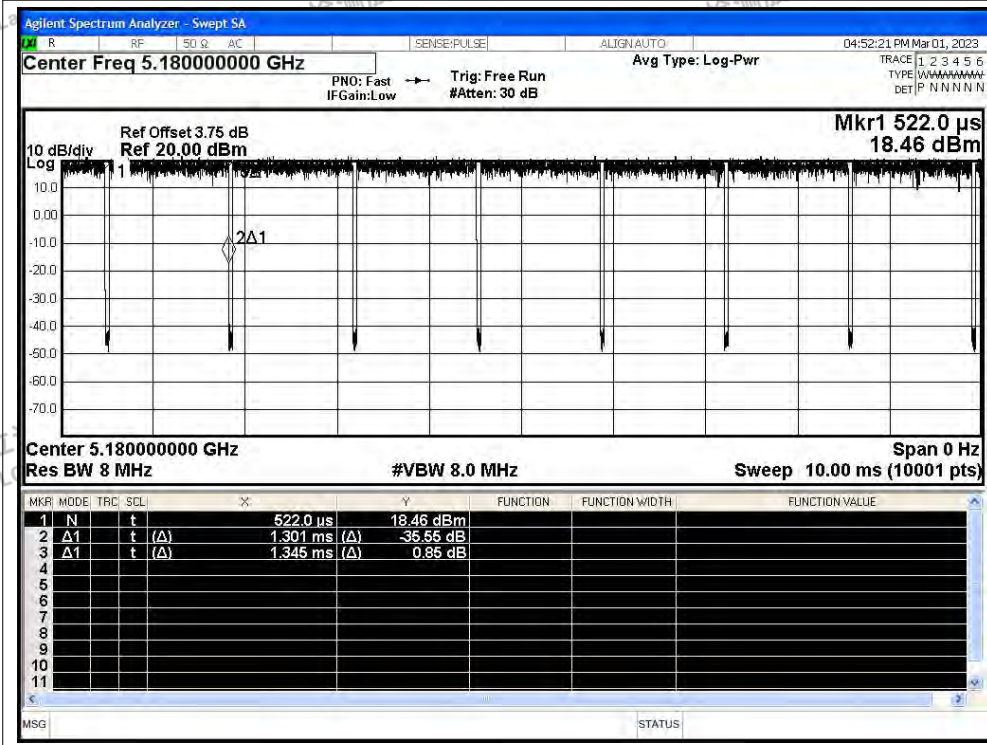 Agilent Spectrum Analyzer - Swept SA
LXI R RF 50 Ω AC SENSE:PULSE ALIGN AUTO 04:52:21 PM Mar 01, 2023
Center Freq 5.180000000 GHz Avg Type: Log-Pwr TRACE 1 2 3 4 5 6
PNO: Fast Trig: Free Run TYPE WWWWWW
IFGain:Low #Atten: 30 dB DET P N N N N N
Mkr1 522.0 µs
Ref Offset 3.75 dB
10 dB/div Ref 20.00 dBm 18.46 dBm
Log
1
3Δ1
10.0
0.00
2Δ1
-10.0
-20.0
-30.0
-40.0
-50.0
-60.0
-70.0
Center 5.180000000 GHz Span 0 Hz
Res BW 8 MHz #VBW 8.0 MHz Sweep 10.00 ms (10001 pts)
MKR MODE TRC SCL X Y FUNCTION FUNCTION WIDTH FUNCTION VALUE
1 N t 522.0 µs 18.46 dBm
2 Δ1 t (Δ) 1.301 ms (Δ) -35.55 dB
3 Δ1 t (Δ) 1.345 ms (Δ) 0.85 dB
4
5
6
7
8
9
10
11
MSG STATUS